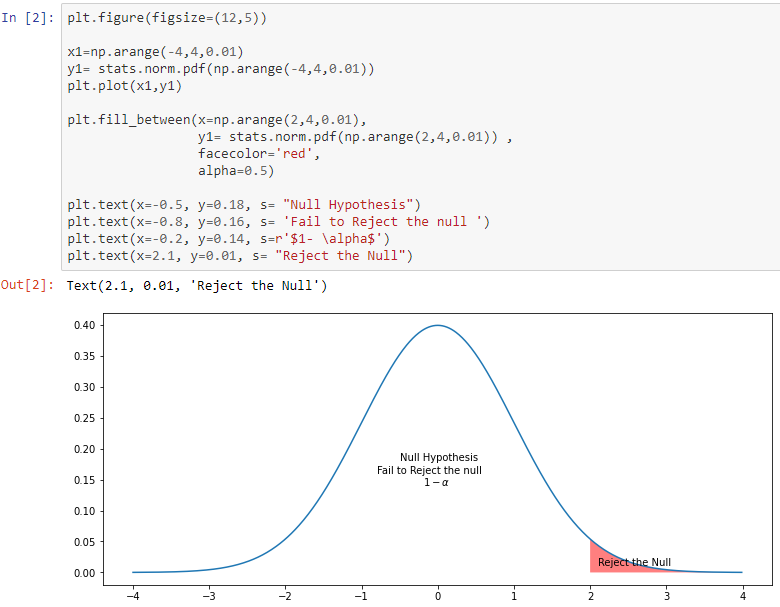 In [2]: plt.figure(figsize=(12,5))
x1=np.arange(-4,4,0.01)
y1= stats.norm.pdf(np.arange(-4,4,0.01))
plt.plot(x1,y1)
plt.fill_between(x=np.arange(2,4,0.01),
y1= stats.norm.pdf(np.arange(2,4,0.01)) ,
facecolor='red',
alpha=0.5)
plt.text(x=-0.5, y=0.18, s= "Null Hypothesis")
plt.text(x=-0.8, y=0.16, s= 'Fail to Reject the null ')
plt.text(x=-0.2, y=0.14, s=r'$1- \alpha$')
plt.text(x=2.1, y=0.01, s= "Reject the Null")
Out[2]: Text(2.1, 0.01, 'Reject the Null')
0.40
0.35
0.30
0.25
0.20
Null Hypothesis
Fail to Reject the null
0.15
1 − α
0.10
0.05
Reject the Null
0.00
−4 −3 −2 −1 0 1 2 3 4